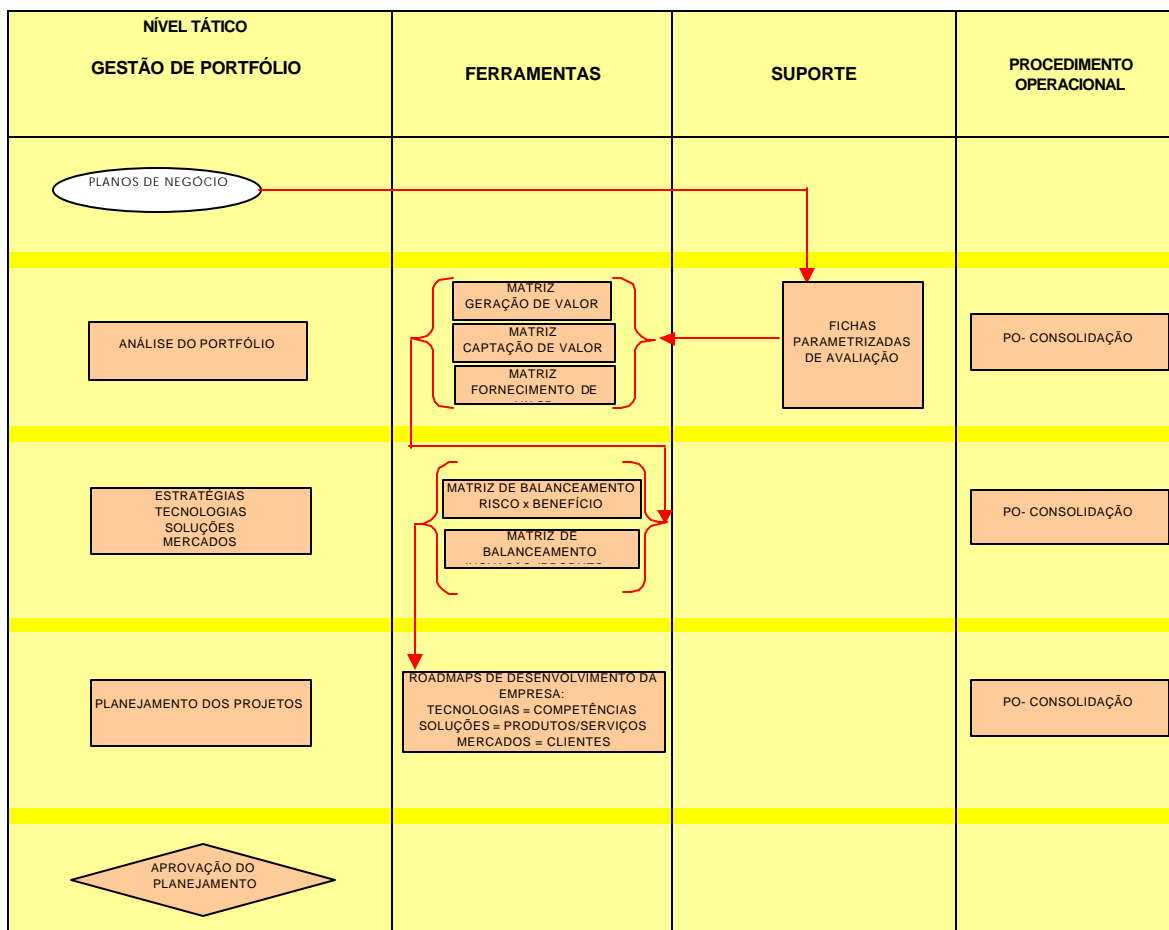 NÍVEL TÁTICO
GESTÃO DE PORTFÓLIO
FERRAMENTAS
SUPORTE
PROCEDIMENTO
OPERACIONAL
PLANOS DE NEGÓCIO
ANÁLISE DO PORTFÓLIO
MATRIZ
GERAÇÃO DE VALOR
MATRIZ
CAPTAÇÃO DE VALOR
MATRIZ
FORNECIMENTO DE
FICHAS
PARAMETRIZADAS
DE AVALIAÇÃO
PO- CONSOLIDAÇÃO
ESTRATÉGIAS
TECNOLOGIAS
SOLUÇÕES
MERCADOS
MATRIZ DE BALANCEAMENTO
RISCO x BENEFÍCIO
MATRIZ DE
BALANCEAMENTO
PO- CONSOLIDAÇÃO
PLANEJAMENTO DOS PROJETOS
ROADMAPS DE DESENVOLVIMENTO DA
EMPRESA:
TECNOLOGIAS = COMPETÊNCIAS
SOLUÇÕES = PRODUTOS/SERVIÇOS
MERCADOS = CLIENTES
PO- CONSOLIDAÇÃO
APROVAÇÃO DO
PLANEJAMENTO